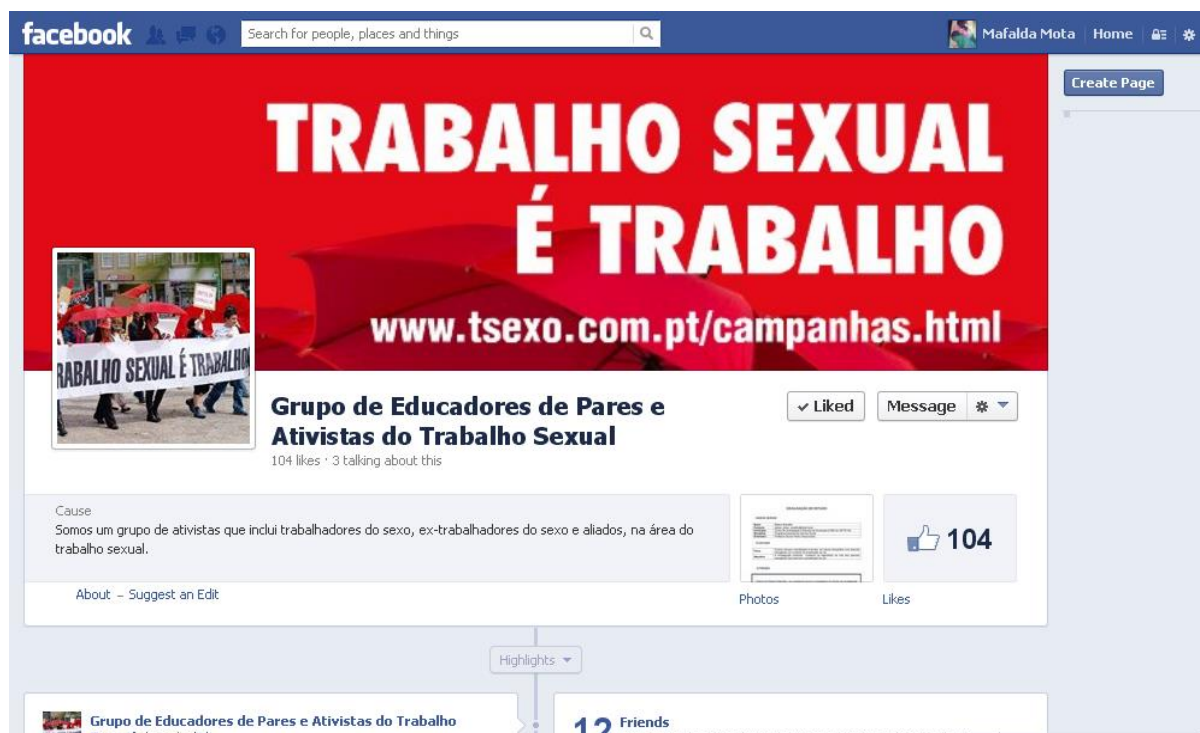 facebook
Search for people, places and things
Mafalda Mota
Home
Create Page
TRABALHO SEXUAL
É TRABALHO
www.tsexo.com.pt/campanhas.html
RABALHO SEXUAL É TRABALHO
Grupo de Educadores de Pares e
Ativistas do Trabalho Sexual
104 likes · 3 talking about this
✓ Liked
Message
Cause
Somos um grupo de ativistas que inclui trabalhadores do sexo, ex-trabalhadores do sexo e aliados, na área do
trabalho sexual.
104
About – Suggest an Edit
Photos
Likes
Highlights
Grupo de Educadores de Pares e Ativistas do Trabalho
12 Friends